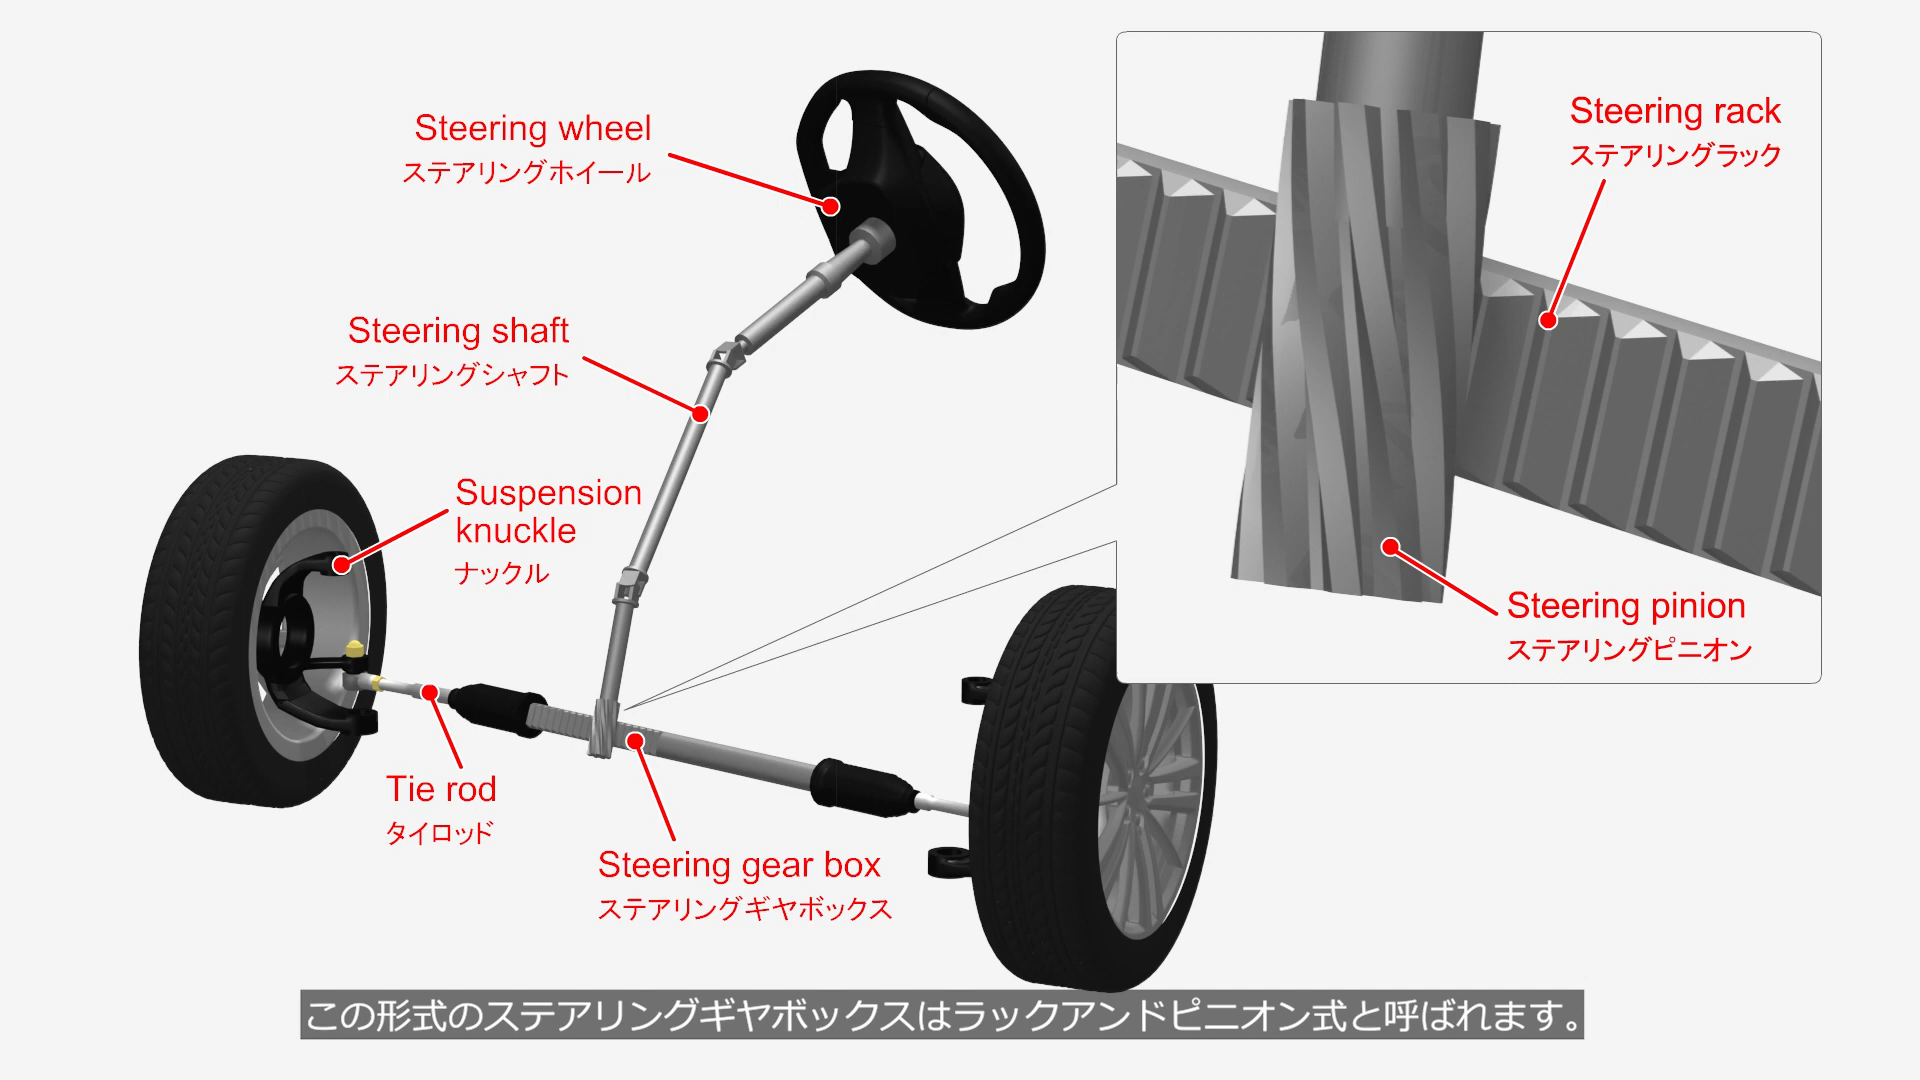 Steering wheel
ステアリングホイール
Steering rack
ステアリングラック
Steering shaft
ステアリングシャフト
Suspension
knuckle
ナックル
Steering pinion
ステアリングピニオン
Tie rod
タイロッド
Steering gear box
ステアリングギヤボックス
この形式のステアリングギヤボックスはラックアンドピニオン式と呼ばれます。